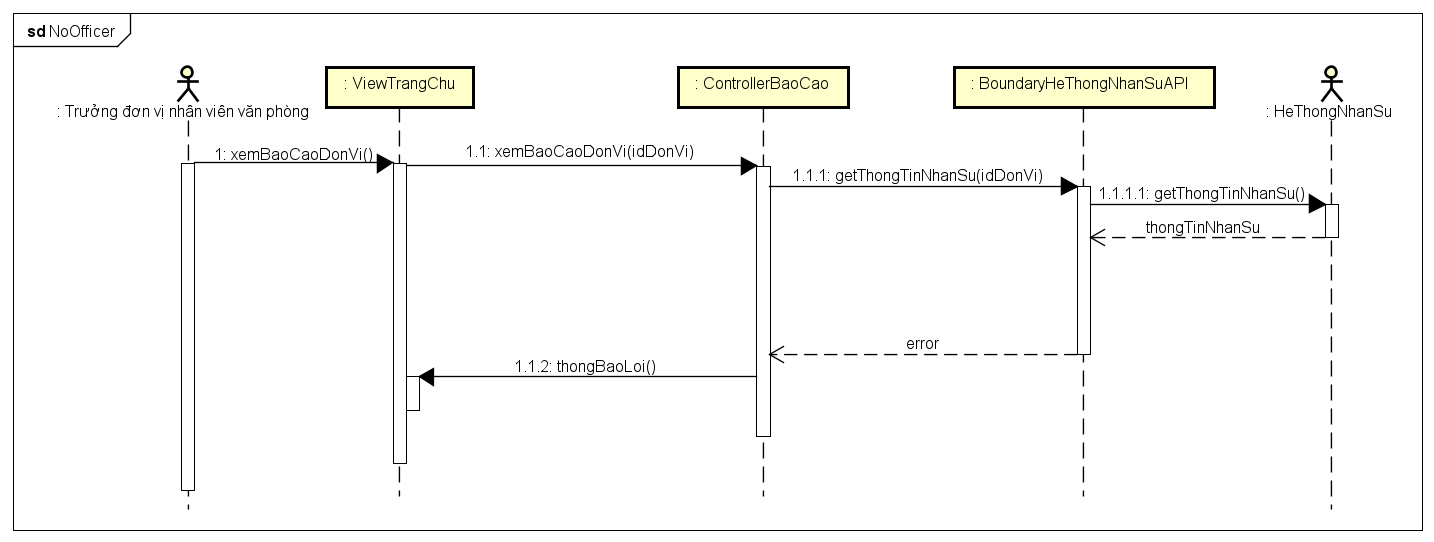 sd NoOfficer
: Trưởng đơn vị nhân viên văn phòng
: ViewTrangChu
: ControllerBaoCao
: BoundaryHeThongNhanSuAPI
: HeThongNhanSu
1: xemBaoCaoDonVi()
1.1: xemBaoCaoDonVi(idDonVi)
1.1.1: getThongTinNhanSu(idDonVi)
1.1.1.1: getThongTinNhanSu()
thongTinNhanSu
error
1.1.2: thongBaoLoi()